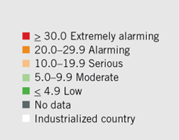 ≥ 30.0 Extremely alarming
20.0–29.9 Alarming
10.0–19.9 Serious
5.0–9.9 Moderate
≤ 4.9 Low
No data
Industrialized country